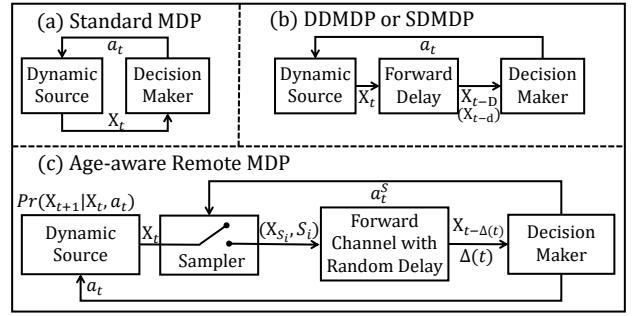 (a) Standard MDP
a_t
Dynamic Source
Decision Maker
X_t
(b) DDMDP or SDMDP
a_t
Dynamic Source
X_t
Forward Delay
X_{t−D}
(X_{t−d})
Decision Maker
(c) Age-aware Remote MDP
Pr(X_{t+1}|X_t, a_t)
Dynamic Source
X_t
Sampler
(X_{S_i}, S_i)
a_t^S
Forward Channel with Random Delay
X_{t−Δ(t)}
Δ(t)
Decision Maker
a_t